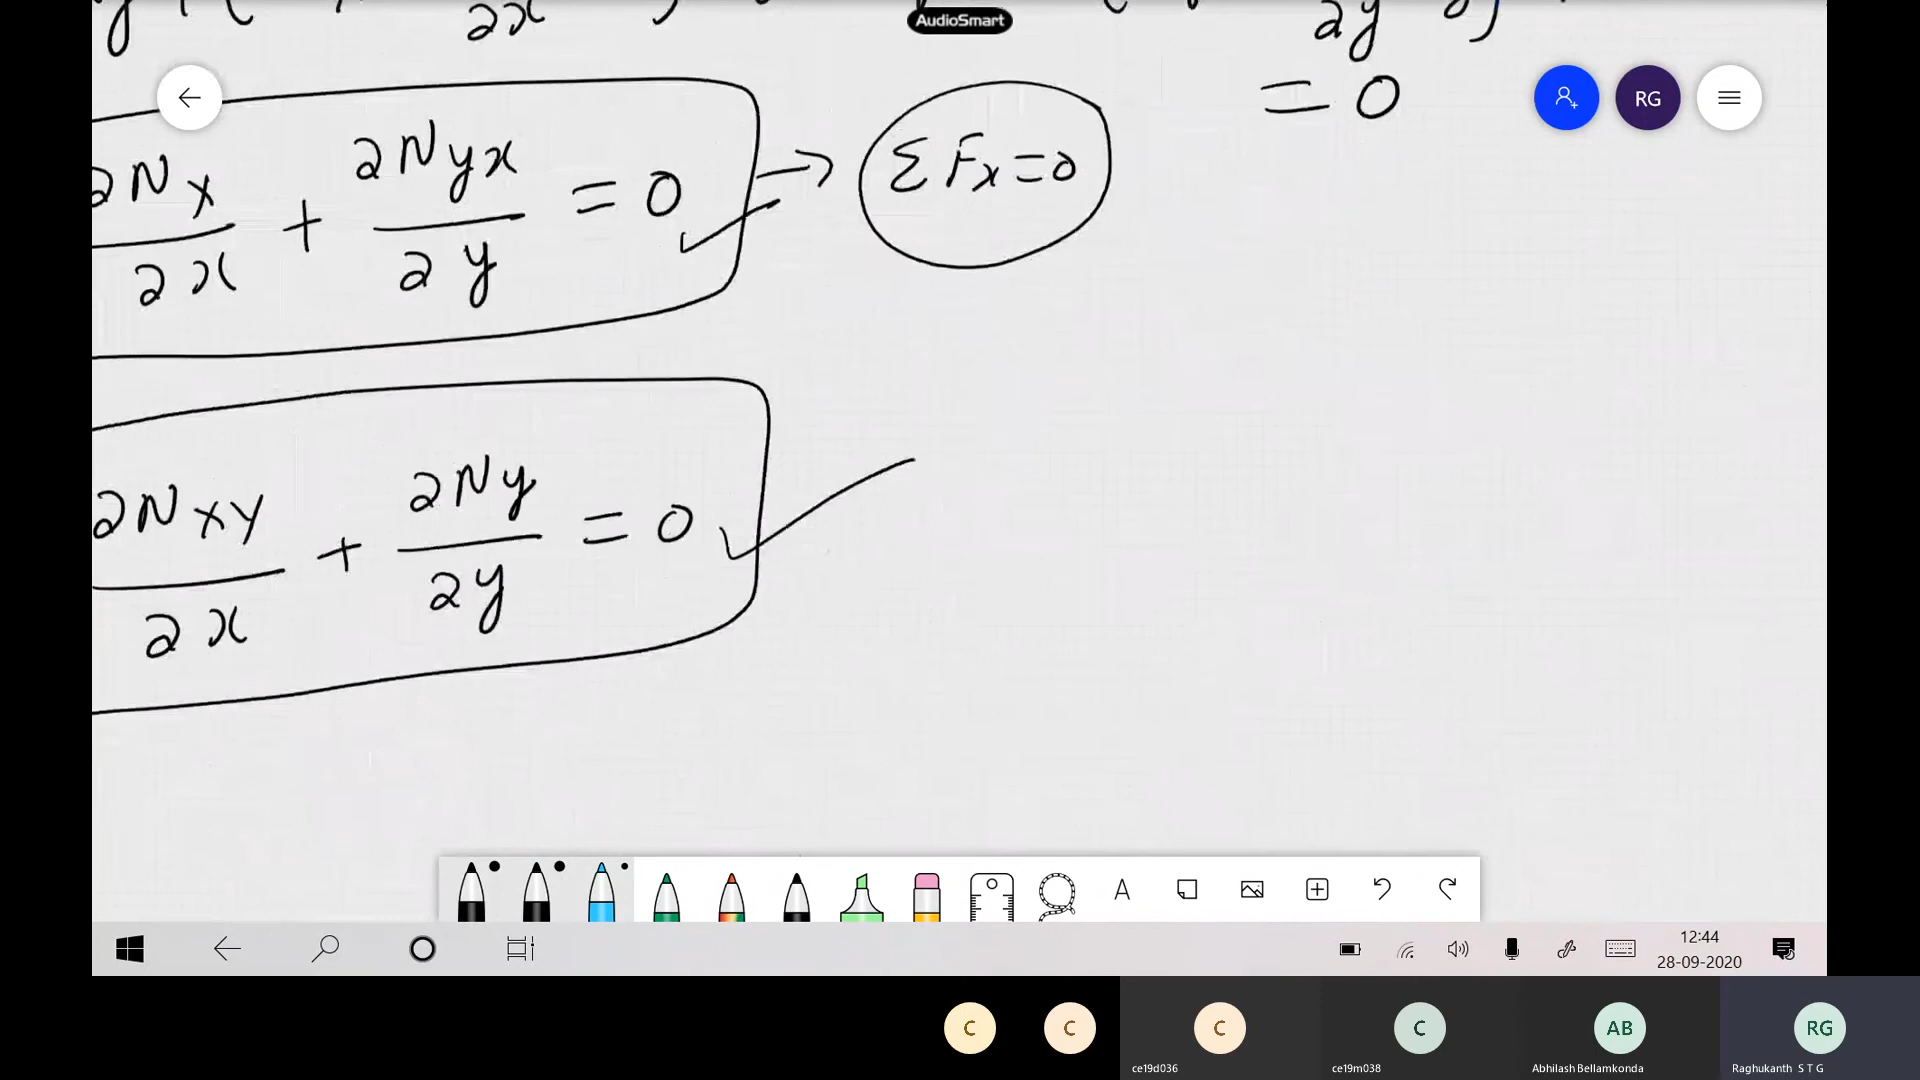 AudioSmart
∂x
∂y
= 0
RG
∂Nx/∂x + ∂Nyx/∂y = 0 → ΣFx=0
∂Nxy/∂x + ∂Ny/∂y = 0
A
12:44
28-09-2020
C
C
C
C
AB
RG
ce19d036
ce19m038
Abhilash Bellamkonda
Raghukanth S T G